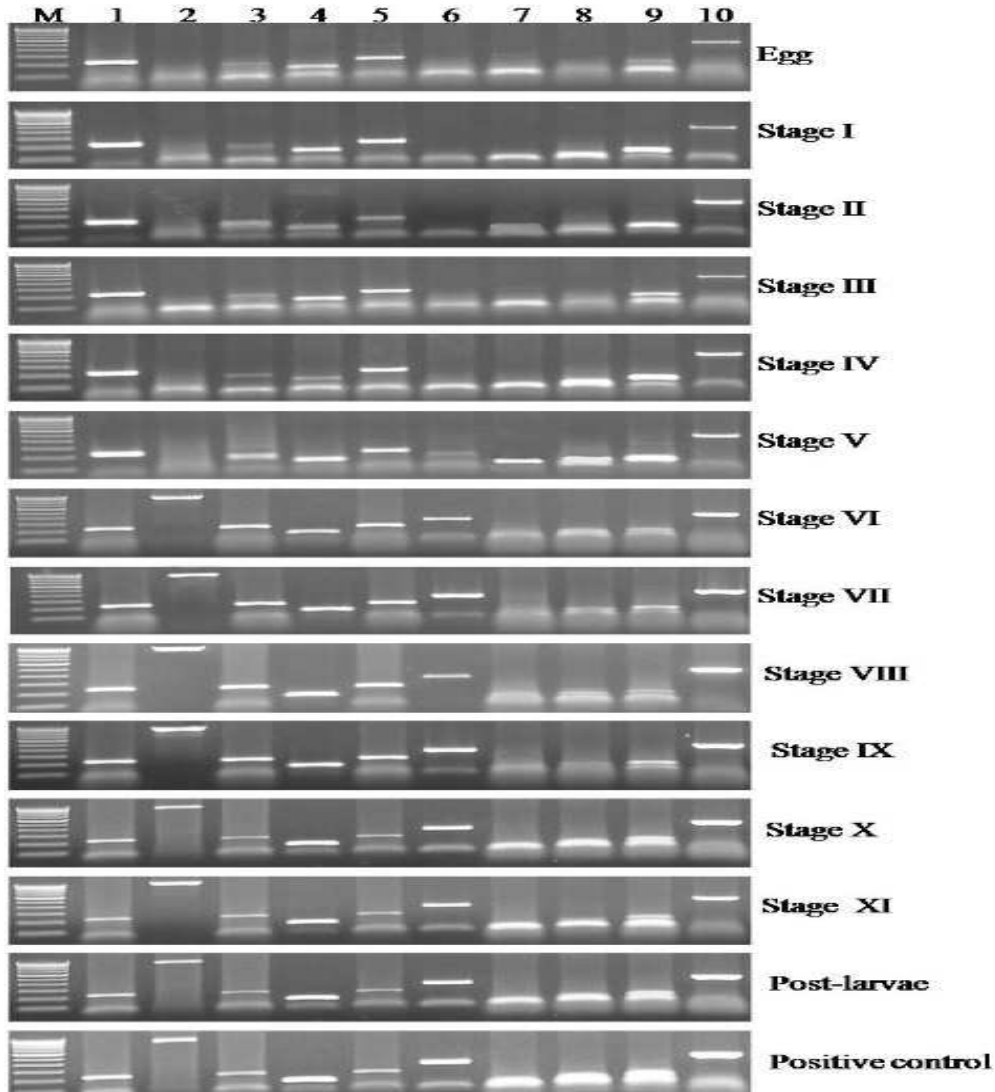 M 1 2 3 4 5 6 7 8 9 10
Egg
Stage I
Stage II
Stage III
Stage IV
Stage V
Stage VI
Stage VII
Stage VIII
Stage IX
Stage X
Stage XI
Post-larvae
Positive control